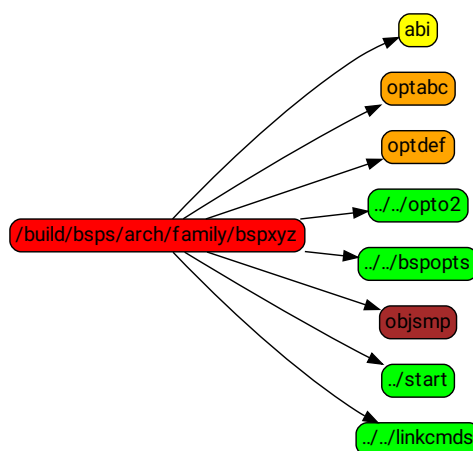 abi
optabc
optdef
../../opto2
/build/bsps/arch/family/bspxyz
../../bspopts
objsmp
../start
../../linkcmds